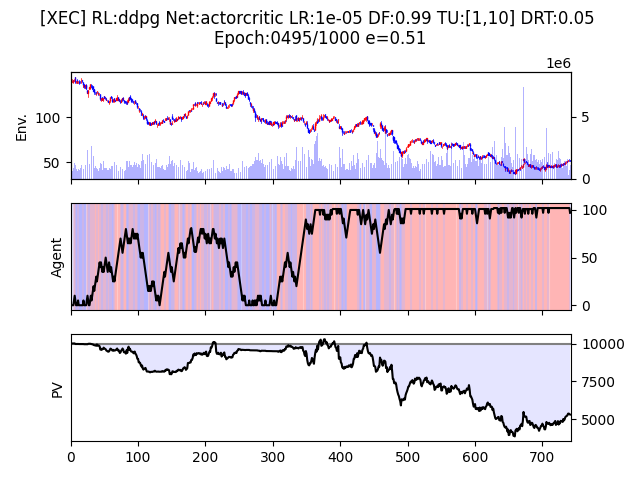 [XEC] RL:ddpg Net:actorcritic LR:1e-05 DF:0.99 TU:[1,10] DRT:0.05
Epoch:0495/1000 e=0.51
1e6
Env.
100
50
5
0
Agent
100
50
0
PV
10000
7500
5000
0 100 200 300 400 500 600 700